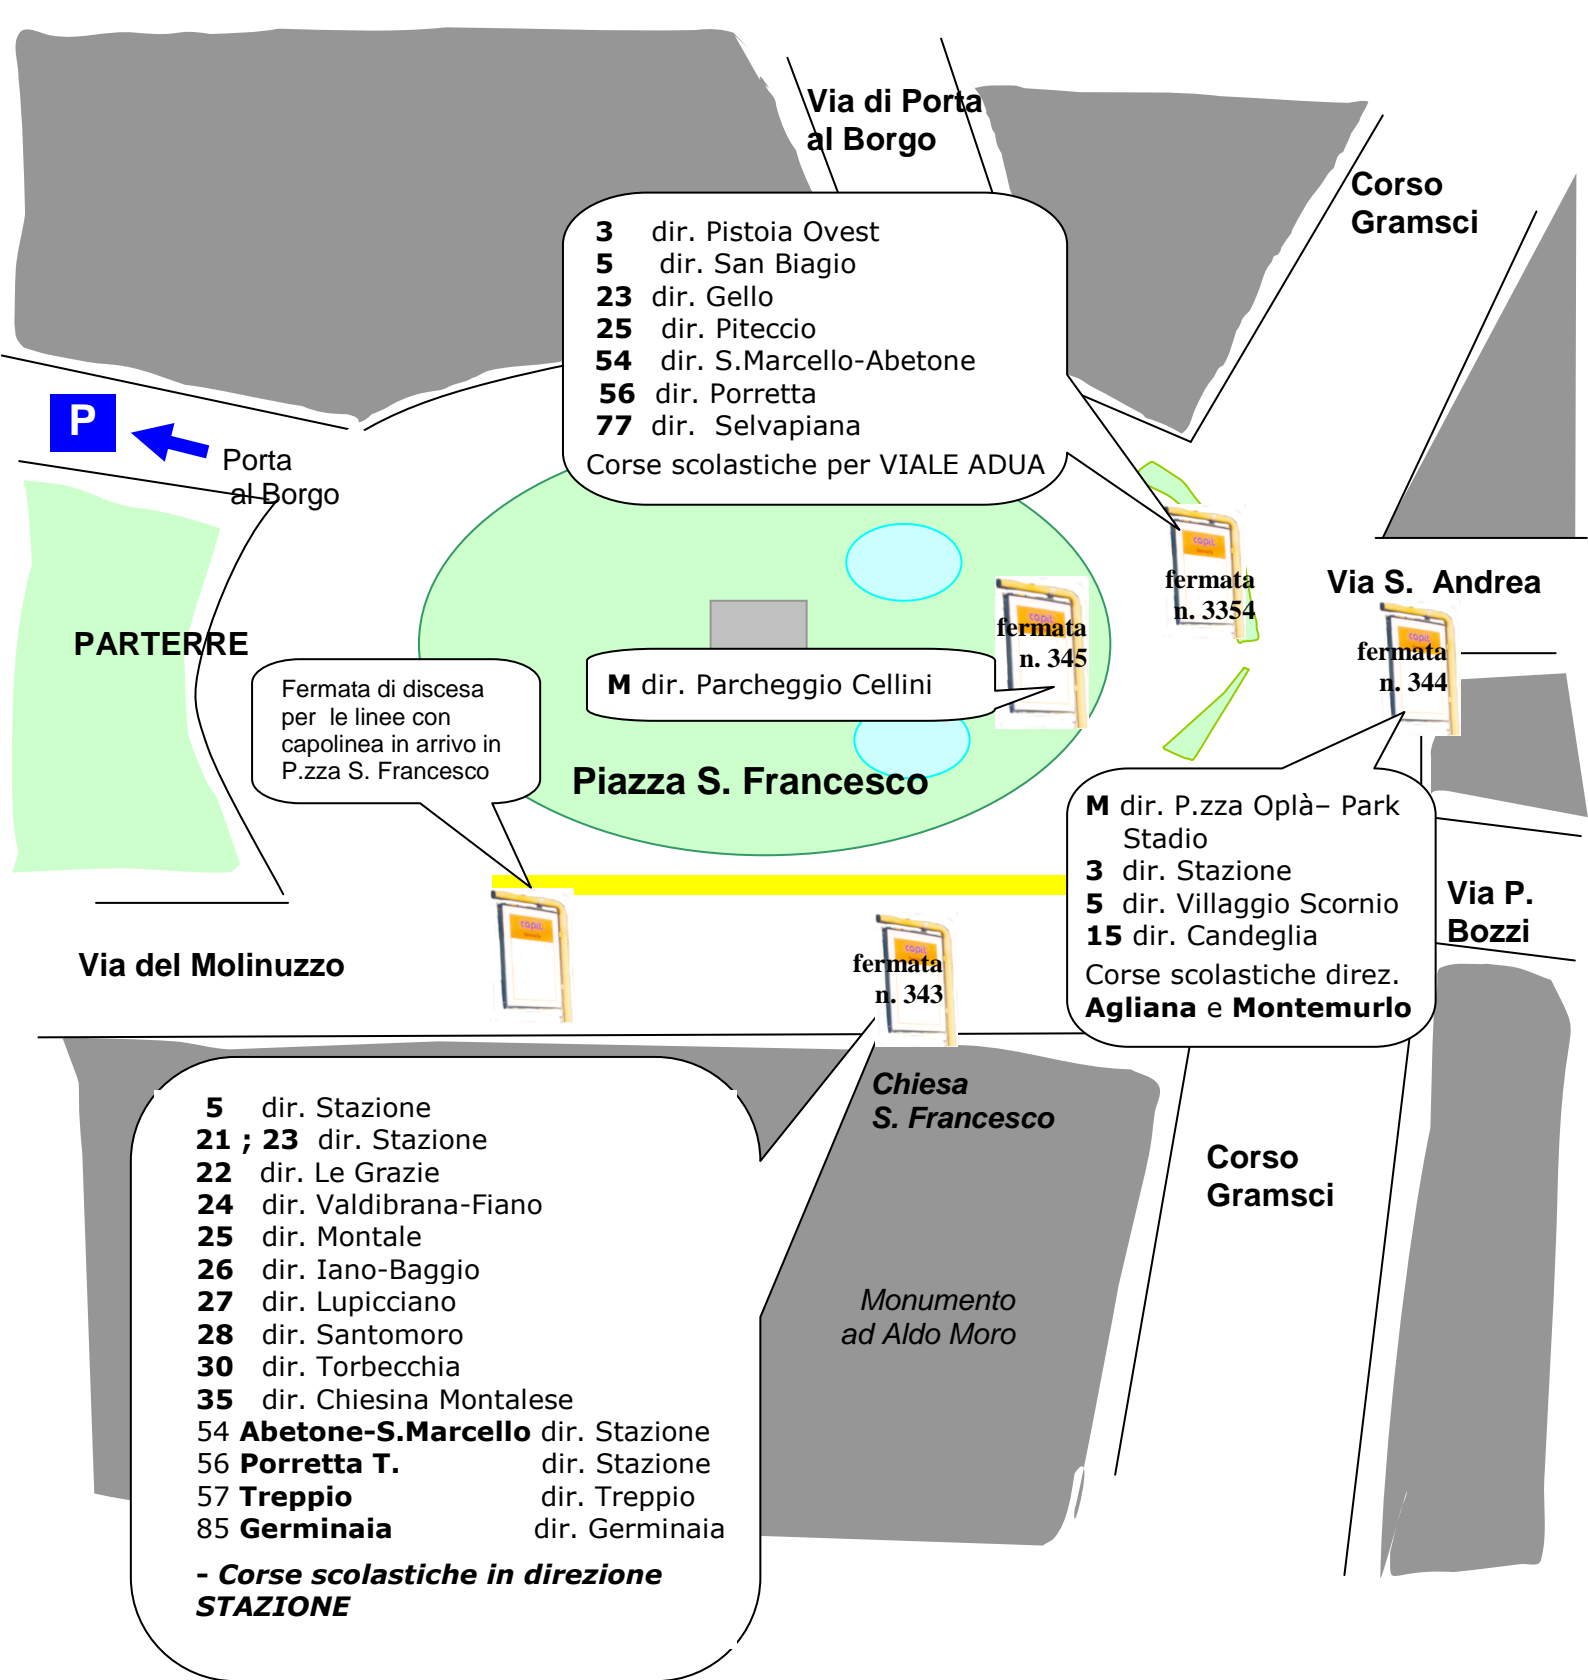 Via di Porta
al Borgo
Corso
Gramsci
3 dir. Pistoia Ovest
5 dir. San Biagio
23 dir. Gello
25 dir. Piteccio
54 dir. S.Marcello-Abetone
56 dir. Porretta
77 dir. Selvapiana
Corse scolastiche per VIALE ADUA
P
Porta
al Borgo
copit
fermata
fermata
n. 3354
Via S. Andrea
PARTERRE
fermata
n. 345
copit
fermata
n. 344
M dir. Parcheggio Cellini
Fermata di discesa
per le linee con
capolinea in arrivo in
P.zza S. Francesco
Piazza S. Francesco
M dir. P.zza Oplà– Park
Stadio
3 dir. Stazione
5 dir. Villaggio Scornio
15 dir. Candeglia
Corse scolastiche direz.
Agliana e Montemurlo
Via P.
Bozzi
Via del Molinuzzo
copit
fermata
copit
fermata
n. 343
Chiesa
S. Francesco
5 dir. Stazione
21 ; 23 dir. Stazione
22 dir. Le Grazie
24 dir. Valdibrana-Fiano
25 dir. Montale
26 dir. Iano-Baggio
27 dir. Lupicciano
28 dir. Santomoro
30 dir. Torbecchia
35 dir. Chiesina Montalese
54 Abetone-S.Marcello dir. Stazione
56 Porretta T. dir. Stazione
57 Treppio dir. Treppio
85 Germinaia dir. Germinaia
- Corse scolastiche in direzione
STAZIONE
Corso
Gramsci
Monumento
ad Aldo Moro